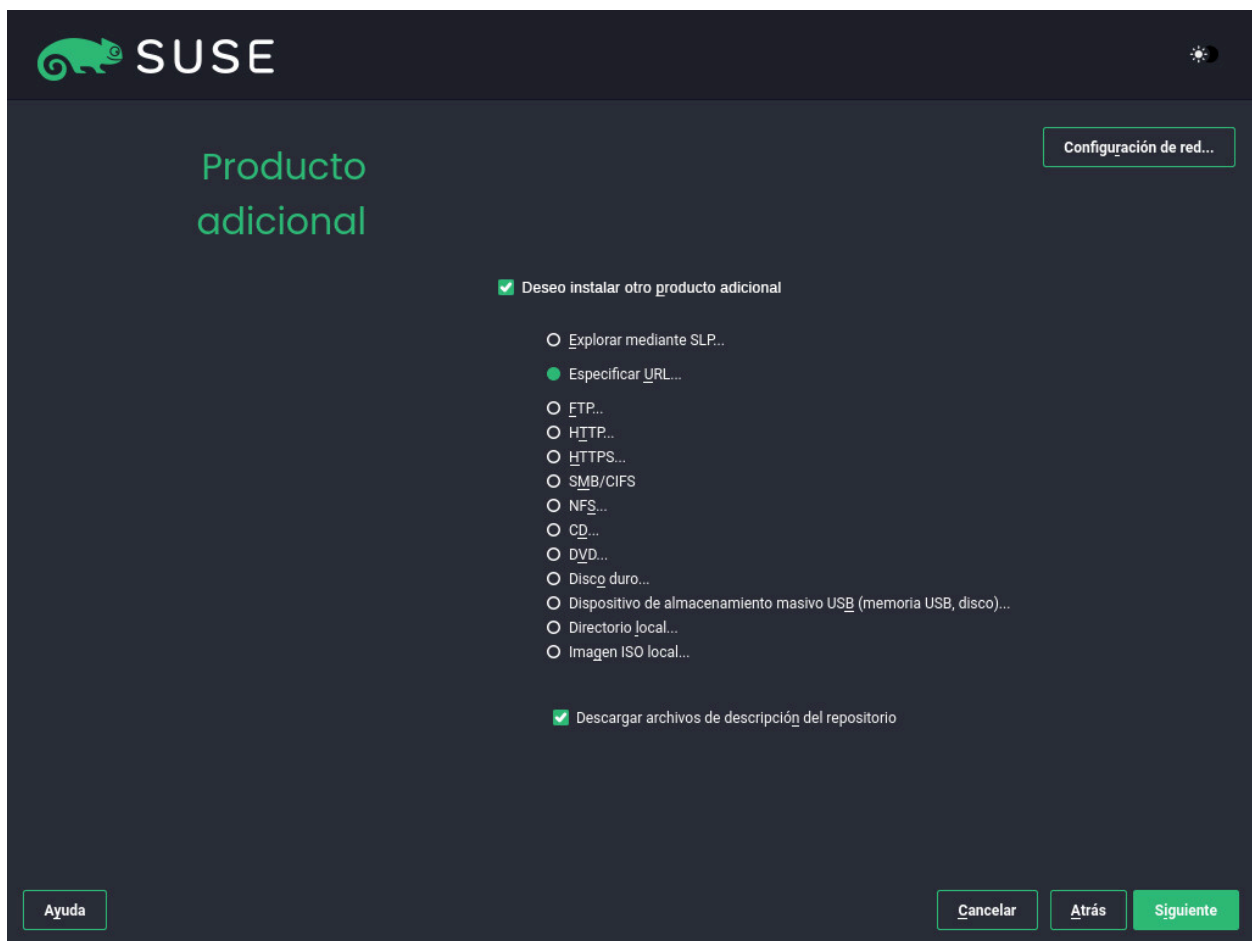 SUSE
Configuración de red...
Producto
adicional
Deseo instalar otro producto adicional
Explorar mediante SLP...
Especificar URL...
FTP...
HTTP...
HTTPS...
SMB/CIFS
NFS...
CD...
DVD...
Disco duro...
Dispositivo de almacenamiento masivo USB (memoria USB, disco)...
Directorio local...
Imagen ISO local...
Descargar archivos de descripción del repositorio
Ayuda
Cancelar
Atrás
Siguiente